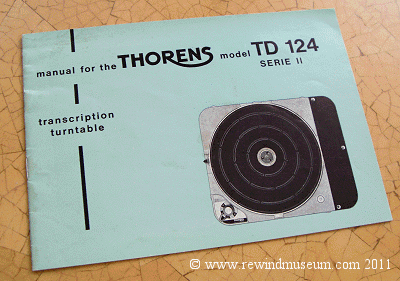 manual for the THORENS model TD 124
SERIE II
transcription
turntable
© www.rewindmuseum.com 2011